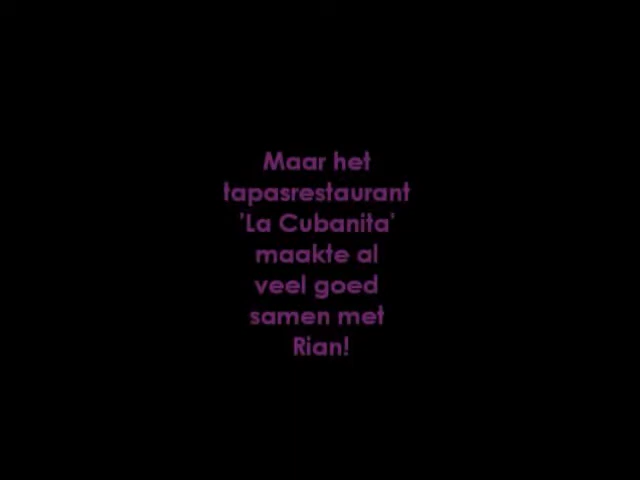 Maar het
tapasrestaurant
'La Cubanita'
maakte al
veel goed
samen met
Rian!